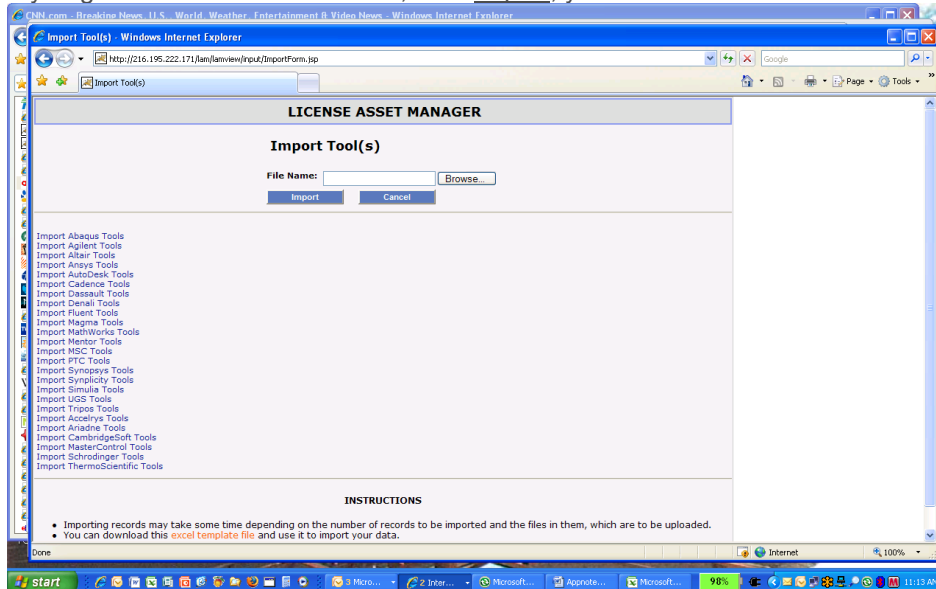 CNN.com - Breaking News, U.S., World, Weather, Entertainment & Video News - Windows Internet Explorer
Import Tool(s) - Windows Internet Explorer
http://216.195.222.171/lam/lamview/input/ImportForm.jsp
Google
Import Tool(s)
Page
Tools
LICENSE ASSET MANAGER
Import Tool(s)
File Name:
Browse...
Import
Cancel
Import Abaqus Tools
Import Agilent Tools
Import Altair Tools
Import Ansys Tools
Import AutoDesk Tools
Import Cadence Tools
Import Dassault Tools
Import Denali Tools
Import Fluent Tools
Import Magma Tools
Import MathWorks Tools
Import Mentor Tools
Import MSC Tools
Import PTC Tools
Import Synopsys Tools
Import Synplicity Tools
Import Simulia Tools
Import UGS Tools
Import Tripos Tools
Import Accelrys Tools
Import Ariadne Tools
Import CambridgeSoft Tools
Import MasterControl Tools
Import Schrodinger Tools
Import ThermoScientific Tools
INSTRUCTIONS
• Importing records may take some time depending on the number of records to be imported and the files in them, which are to be uploaded.
• You can download this excel template file and use it to import your data.
Done
Internet
100%
start
3 Micro...
2 Inter...
Microsoft...
Appnote...
Microsoft...
98%
11:13 AM